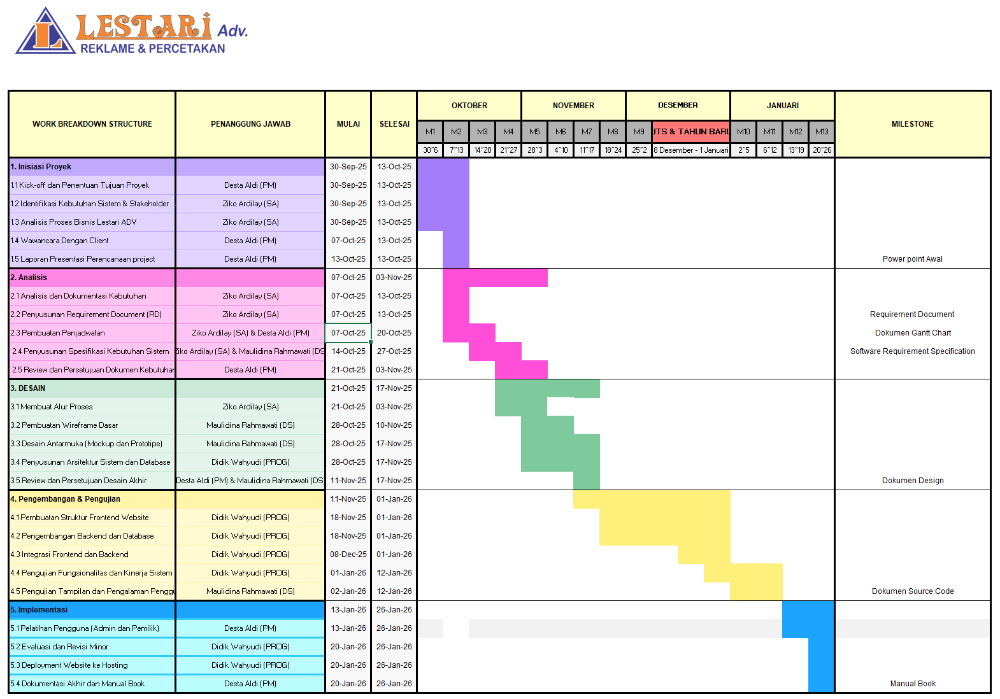 LESTARI Adv.
REKLAME & PERCETAKAN
WORK BREAKDOWN STRUCTURE PENANGGUNG JAWAB MULAI SELESAI OKTOBER NOVEMBER DESEMBER JANUARI MILESTONE
M1 M2 M3 M4 M5 M6 M7 M8 M9 UTS & TAHUN BARU M10 M11 M12 M13
30~6 7~13 14~20 21~27 28~3 4~10 11~17 18~24 25~2 8 Desember - 1 Januari 2~5 6~12 13~19 20~26
1. Inisiasi Proyek 30-Sep-25 13-Oct-25
1.1 Kick-off dan Penentuan Tujuan Proyek Desta Aldi (PM) 30-Sep-25 13-Oct-25
1.2 Identifikasi Kebutuhan Sistem & Stakeholder Ziko Ardilay (SA) 30-Sep-25 13-Oct-25
1.3 Analisis Proses Bisnis Lestari ADV Ziko Ardilay (SA) 30-Sep-25 13-Oct-25
1.4 Wawancara Dengan Client Desta Aldi (PM) 07-Oct-25 13-Oct-25
1.5 Laporan Presentasi Perencanaan project Desta Aldi (PM) 13-Oct-25 13-Oct-25 Power point Awal
2. Analisis 07-Oct-25 03-Nov-25
2.1 Analisis dan Dokumentasi Kebutuhan Ziko Ardilay (SA) 07-Oct-25 13-Oct-25
2.2 Penyusunan Requirement Document (RD) Ziko Ardilay (SA) 07-Oct-25 13-Oct-25 Requirement Document
2.3 Pembuatan Penjadwalan Ziko Ardilay (SA) & Desta Aldi (PM) 07-Oct-25 20-Oct-25 Dokumen Gantt Chart
2.4 Penyusunan Spesifikasi Kebutuhan Sistem Ziko Ardilay (SA) & Maulidina Rahmawati (DS 14-Oct-25 27-Oct-25 Software Requirement Specification
2.5 Review dan Persetujuan Dokumen Kebutuhan Desta Aldi (PM) 21-Oct-25 03-Nov-25
3. DESAIN 21-Oct-25 17-Nov-25
3.1 Membuat Alur Proses Ziko Ardilay (SA) 21-Oct-25 03-Nov-25
3.2 Pembuatan Wireframe Dasar Maulidina Rahmawati (DS) 28-Oct-25 10-Nov-25
3.3 Desain Antarmuka (Mockup dan Prototipe) Maulidina Rahmawati (DS) 28-Oct-25 17-Nov-25
3.4 Penyusunan Arsitektur Sistem dan Database Didik Wahyudi (PROG) 28-Oct-25 17-Nov-25
3.5 Review dan Persetujuan Desain Akhir Desta Aldi (PM) & Maulidina Rahmawati (DS) 11-Nov-25 17-Nov-25 Dokumen Design
4. Pengembangan & Pengujian 11-Nov-25 01-Jan-26
4.1 Pembuatan Struktur Frontend Website Didik Wahyudi (PROG) 18-Nov-25 01-Jan-26
4.2 Pengembangan Backend dan Database Didik Wahyudi (PROG) 18-Nov-25 01-Jan-26
4.3 Integrasi Frontend dan Backend Didik Wahyudi (PROG) 08-Dec-25 01-Jan-26
4.4 Pengujian Fungsionalitas dan Kinerja Sistem Didik Wahyudi (PROG) 01-Jan-26 12-Jan-26
4.5 Pengujian Tampilan dan Pengalaman Penggu Maulidina Rahmawati (DS) 02-Jan-26 12-Jan-26 Dokumen Source Code
5. Implementasi 13-Jan-26 26-Jan-26
5.1 Pelatihan Pengguna (Admin dan Pemilik) Desta Aldi (PM) 13-Jan-26 26-Jan-26
5.2 Evaluasi dan Revisi Minor Didik Wahyudi (PROG) 20-Jan-26 26-Jan-26
5.3 Deployment Website ke Hosting Didik Wahyudi (PROG) 20-Jan-26 26-Jan-26
5.4 Dokumentasi Akhir dan Manual Book Desta Aldi (PM) 20-Jan-26 26-Jan-26 Manual Book